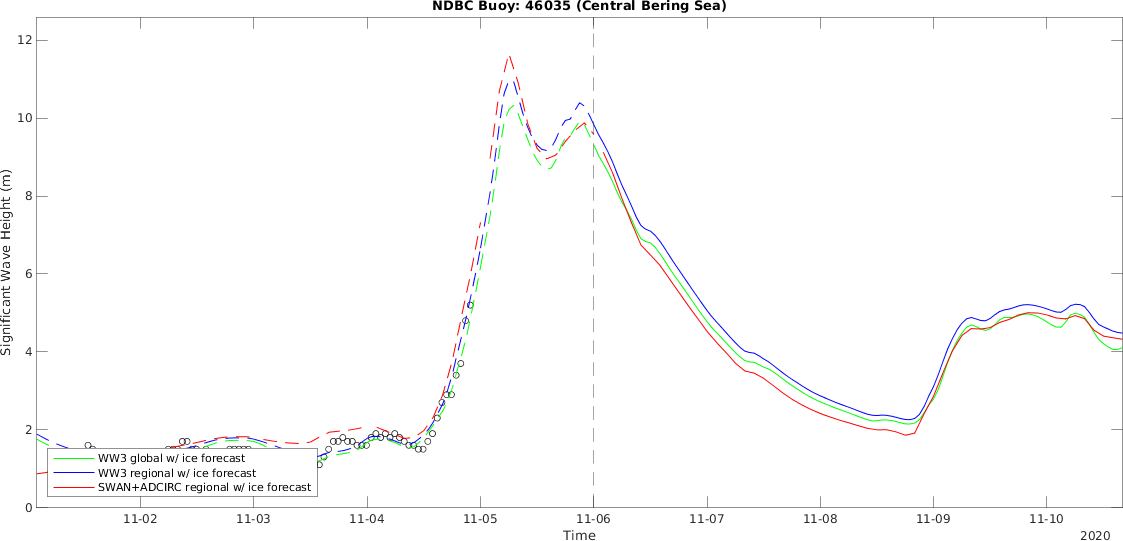 NDBC Buoy: 46035 (Central Bering Sea)
12
10
8
6
4
2
0
Significant Wave Height (m)
WW3 global w/ ice forecast
WW3 regional w/ ice forecast
SWAN+ADCIRC regional w/ ice forecast
11-02
11-03
11-04
11-05
11-06
11-07
11-08
11-09
11-10
Time
2020